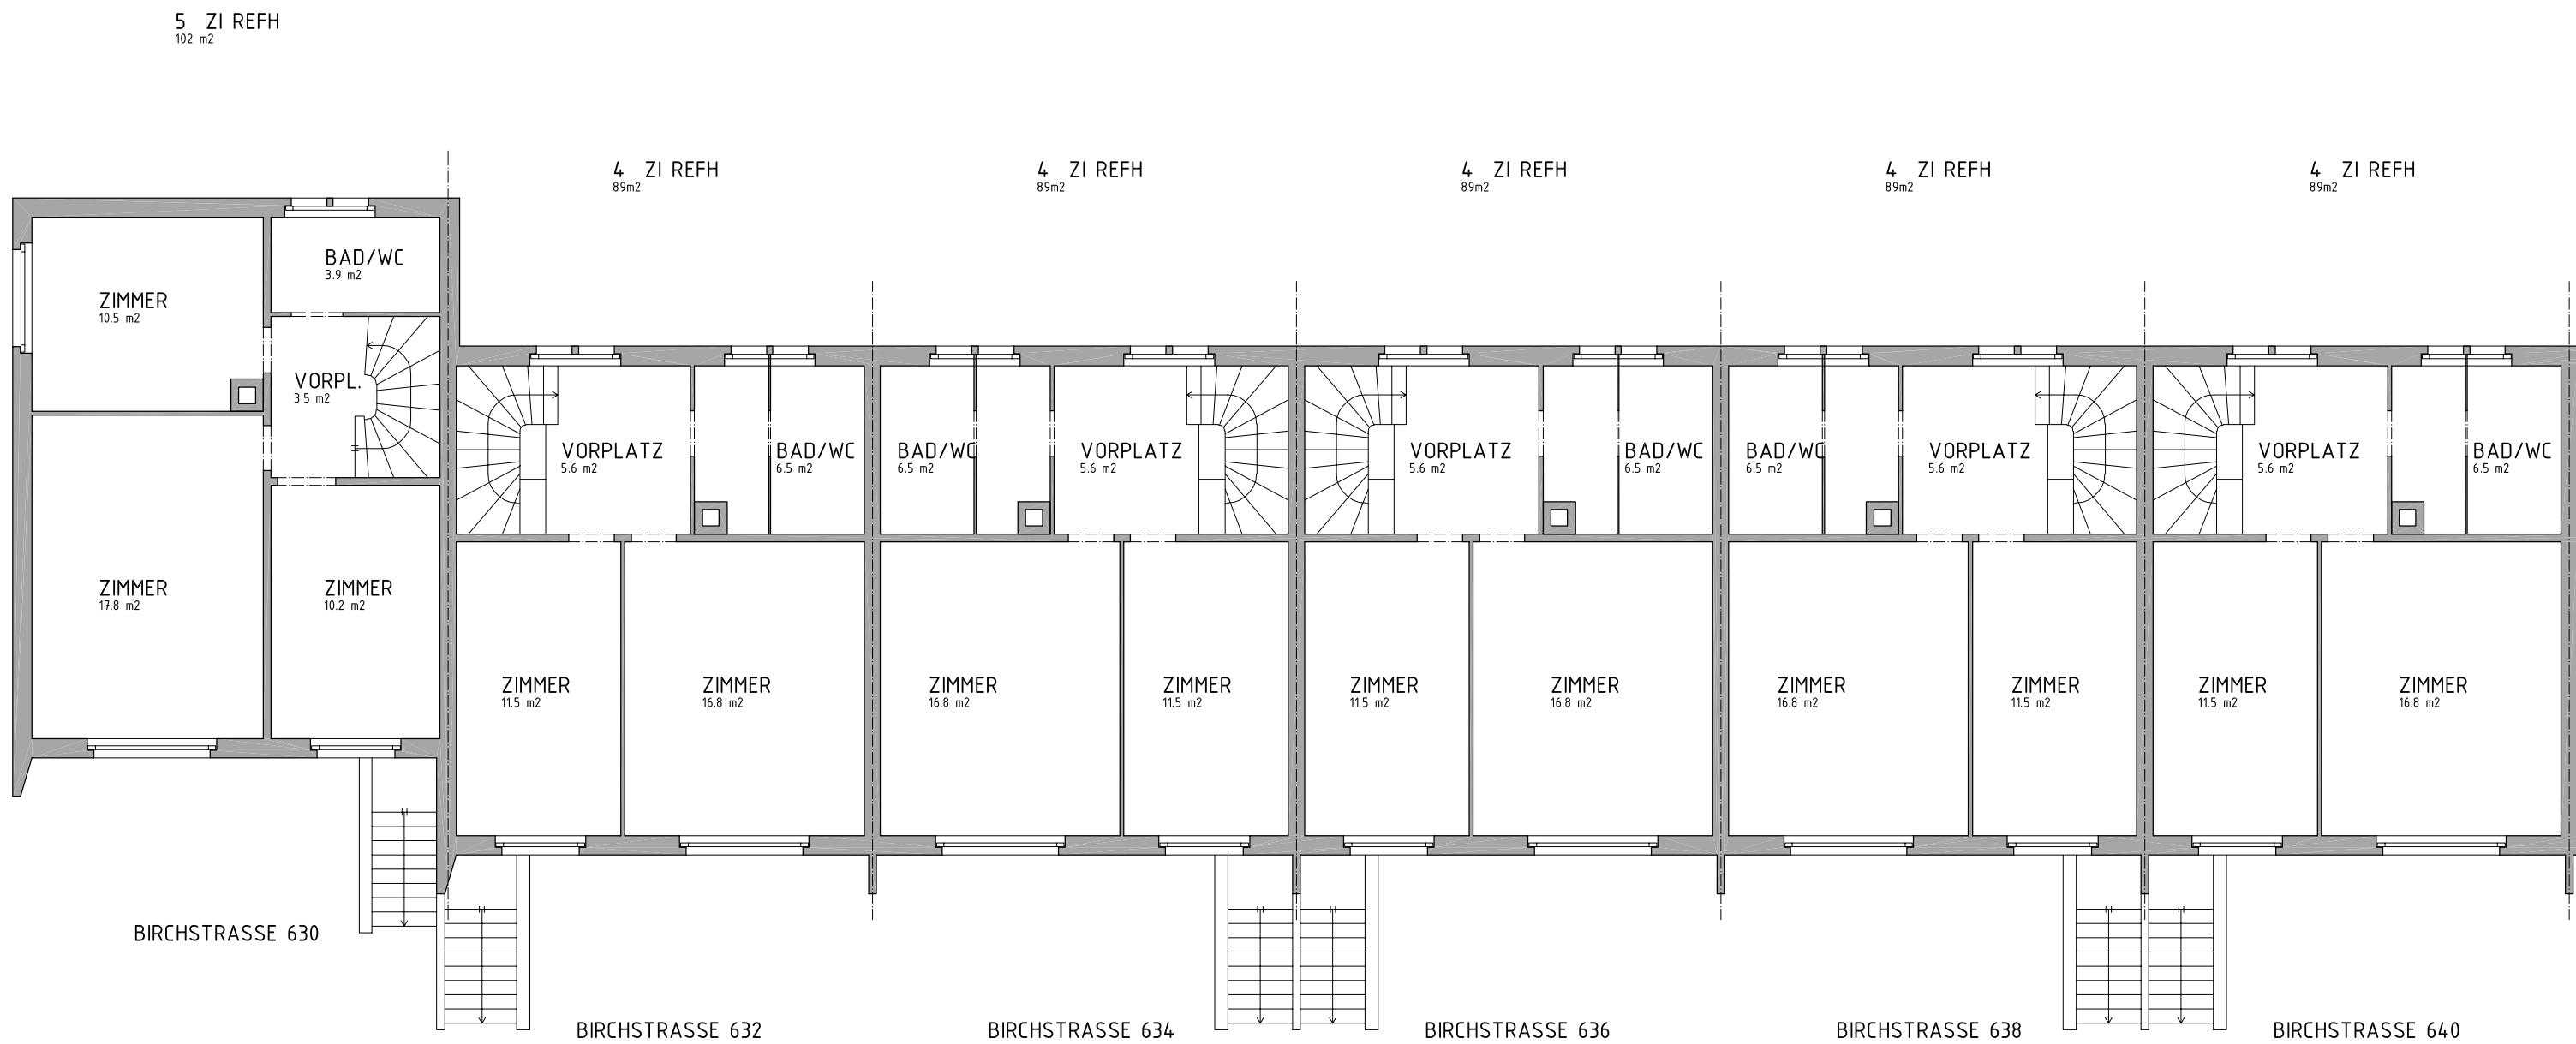 5 ZI REFH
102 m2
4 ZI REFH
89m2
4 ZI REFH
89m2
4 ZI REFH
89m2
4 ZI REFH
89m2
4 ZI REFH
89m2
BAD/WC
3.9 m2
ZIMMER
10.5 m2
VORPL.
3.5 m2
VORPLATZ
5.6 m2
BAD/WC
6.5 m2
BAD/WC
6.5 m2
VORPLATZ
5.6 m2
VORPLATZ
5.6 m2
BAD/WC
6.5 m2
BAD/WC
6.5 m2
VORPLATZ
5.6 m2
VORPLATZ
5.6 m2
BAD/WC
6.5 m2
ZIMMER
17.8 m2
ZIMMER
10.2 m2
ZIMMER
11.5 m2
ZIMMER
16.8 m2
ZIMMER
16.8 m2
ZIMMER
11.5 m2
ZIMMER
11.5 m2
ZIMMER
16.8 m2
ZIMMER
16.8 m2
ZIMMER
11.5 m2
ZIMMER
11.5 m2
ZIMMER
16.8 m2
BIRCHSTRASSE 630
BIRCHSTRASSE 632
BIRCHSTRASSE 634
BIRCHSTRASSE 636
BIRCHSTRASSE 638
BIRCHSTRASSE 640